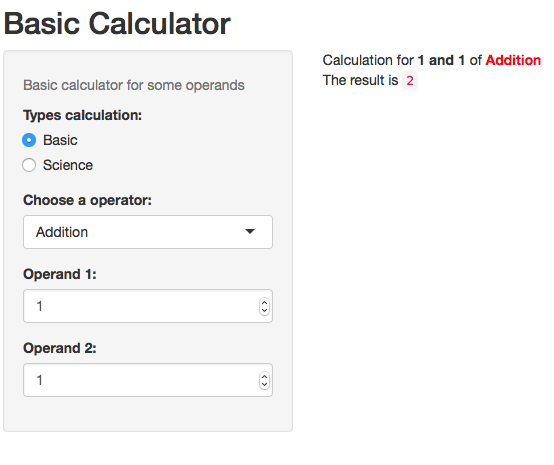 Basic Calculator
Basic calculator for some operands
Types calculation:
Basic
Science
Choose a operator:
Addition
Operand 1:
1
Operand 2:
1
Calculation for 1 and 1 of Addition
The result is 2